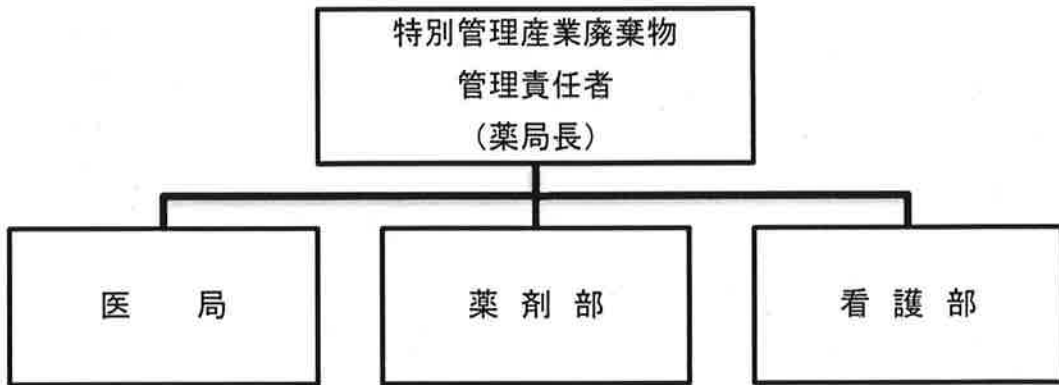 特別管理産業廃棄物
管理責任者
（薬局長）
医　　局
薬 剤 部
看 護 部